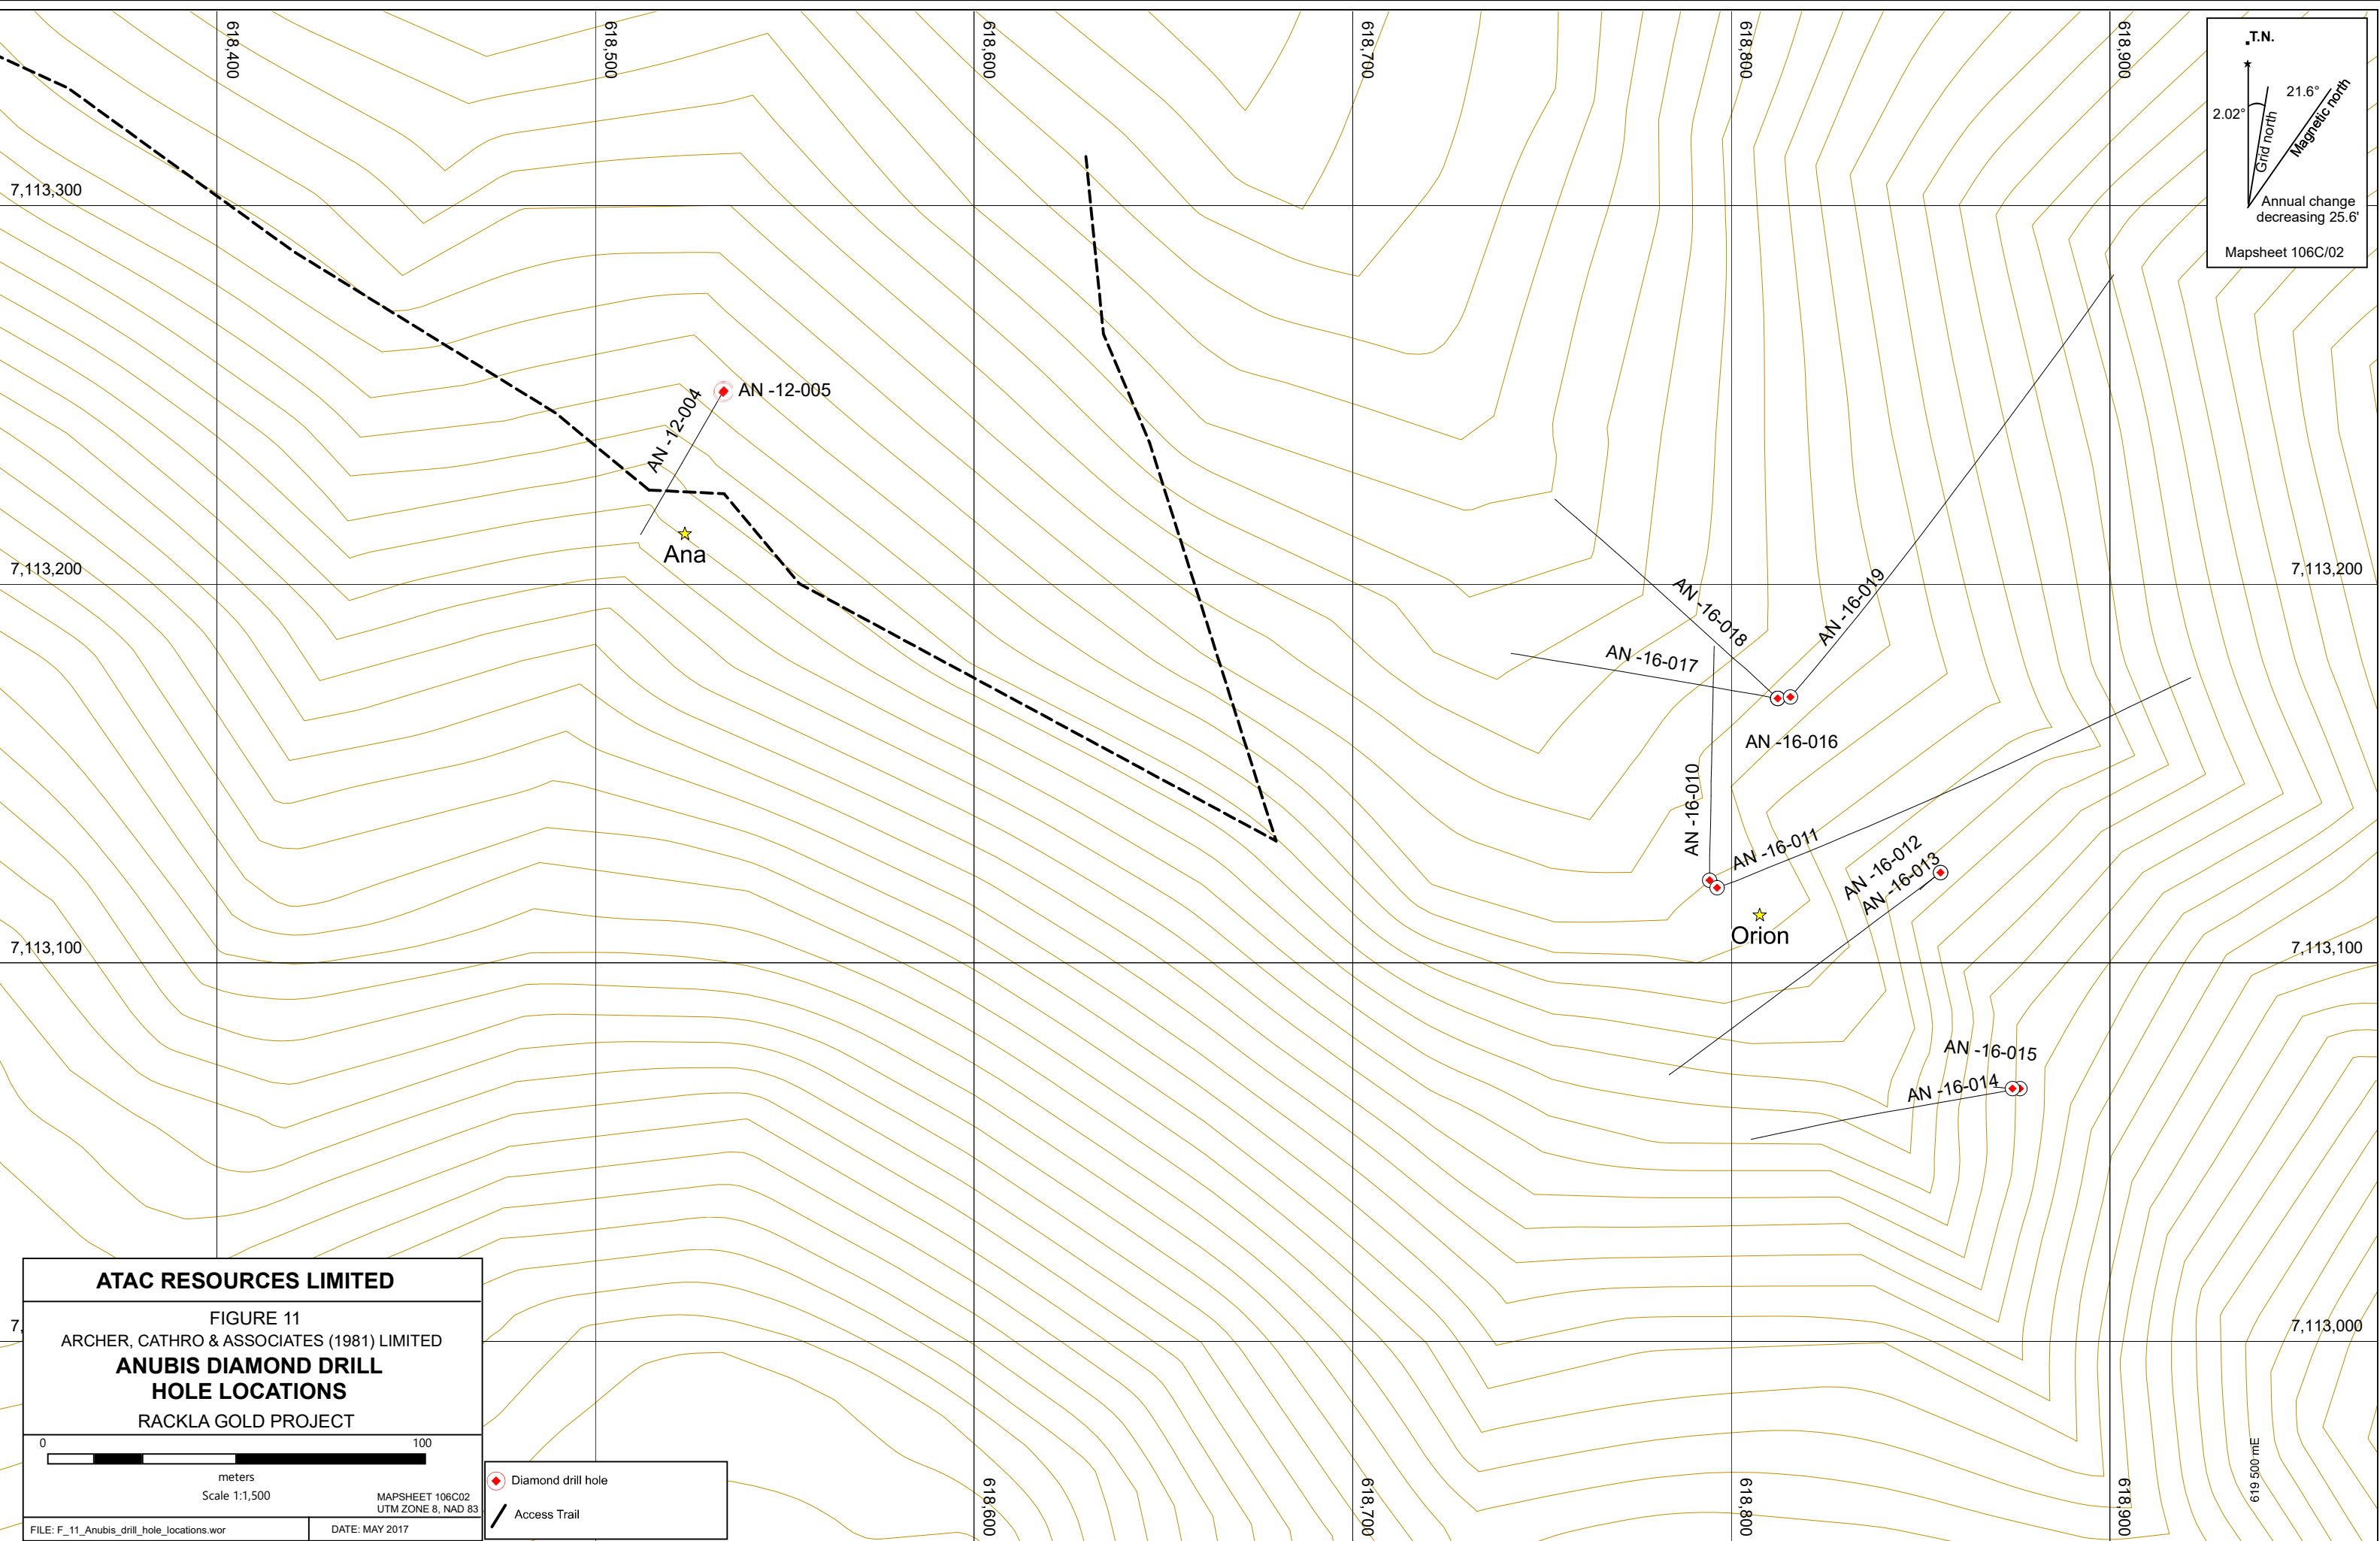 618,400
618,500
618,600
618,700
618,800
618,900
T.N.
2.02°
21.6°
Grid north
Magnetic north
Annual change
decreasing 25.6'
Mapsheet 106C/02
7,113,300
AN -12-004
AN -12-005
Ana
7,113,200
7,113,200
AN -16-018
AN -16-019
AN -16-017
AN -16-016
AN -16-010
AN -16-011
AN -16-012
AN -16-013
Orion
7,113,100
7,113,100
AN -16-015
AN -16-014
7,
7,113,000
ATAC RESOURCES LIMITED
FIGURE 11
ARCHER, CATHRO & ASSOCIATES (1981) LIMITED
ANUBIS DIAMOND DRILL
HOLE LOCATIONS
RACKLA GOLD PROJECT
0 100
meters
Scale 1:1,500
MAPSHEET 106C02
UTM ZONE 8, NAD 83
FILE: F_11_Anubis_drill_hole_locations.wor
DATE: MAY 2017
Diamond drill hole
Access Trail
618,600
618,700
618,800
618,900
619 500 mE